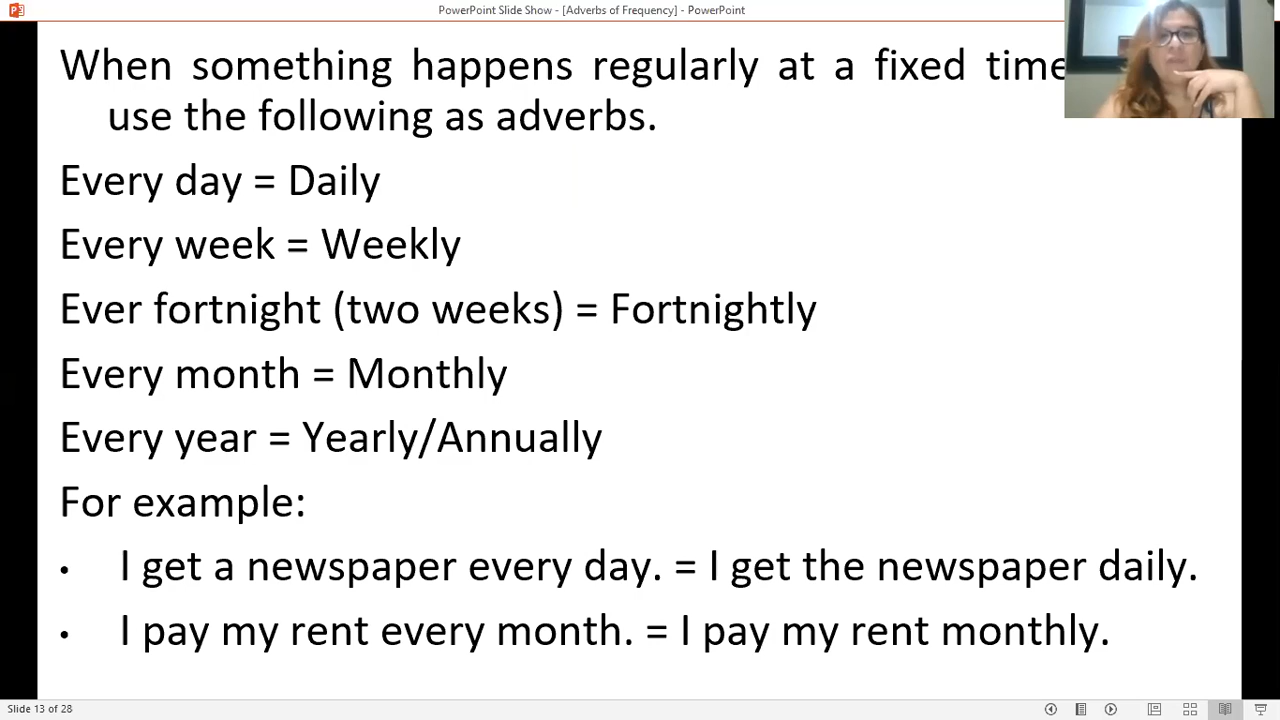 PowerPoint Slide Show - [Adverbs of Frequency] - PowerPoint
When something happens regularly at a fixed time
use the following as adverbs.
Every day = Daily
Every week = Weekly
Ever fortnight (two weeks) = Fortnightly
Every month = Monthly
Every year = Yearly/Annually
For example:
• I get a newspaper every day. = I get the newspaper daily.
• I pay my rent every month. = I pay my rent monthly.
Slide 13 of 28